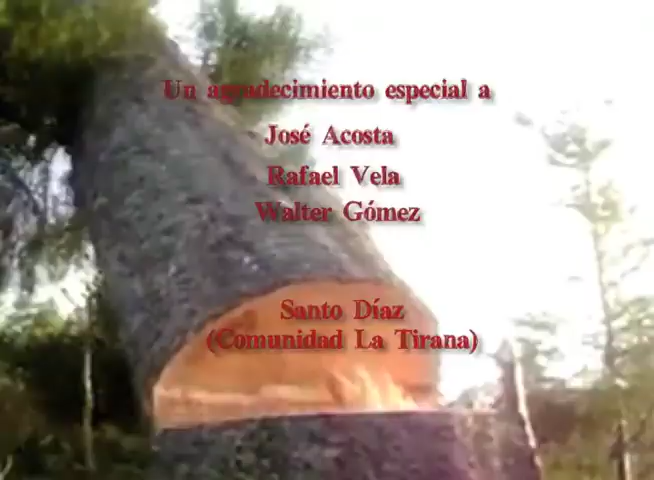 Un agradecimiento especial a
José Acosta
Rafael Vela
Walter Gómez
Santo Díaz
(Comunidad La Tirana)